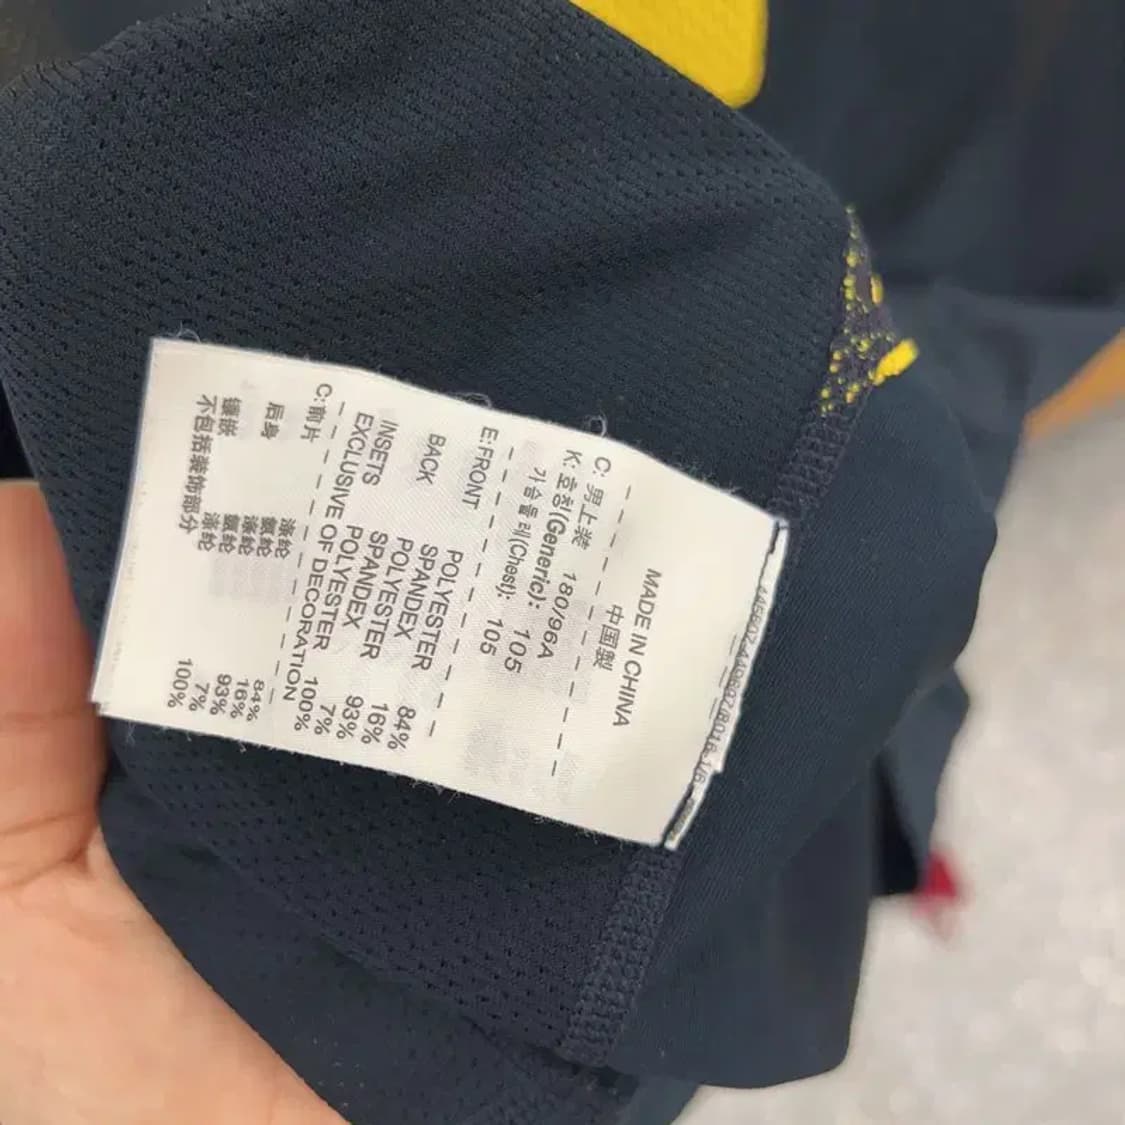 MADE IN CHINA
中国製
C: 男上装 180/96A
K: 호칭(Generic): 105
가슴둘레(Chest): 105
E: FRONT POLYESTER 84%
SPANDEX 16%
BACK POLYESTER 93%
SPANDEX 7%
INSETS POLYESTER 100%
EXCLUSIVE OF DECORATION
C: 前片 涤纶 84%
氨纶 16%
后身 涤纶 93%
氨纶 7%
镶嵌 涤纶 100%
不包括装饰部分